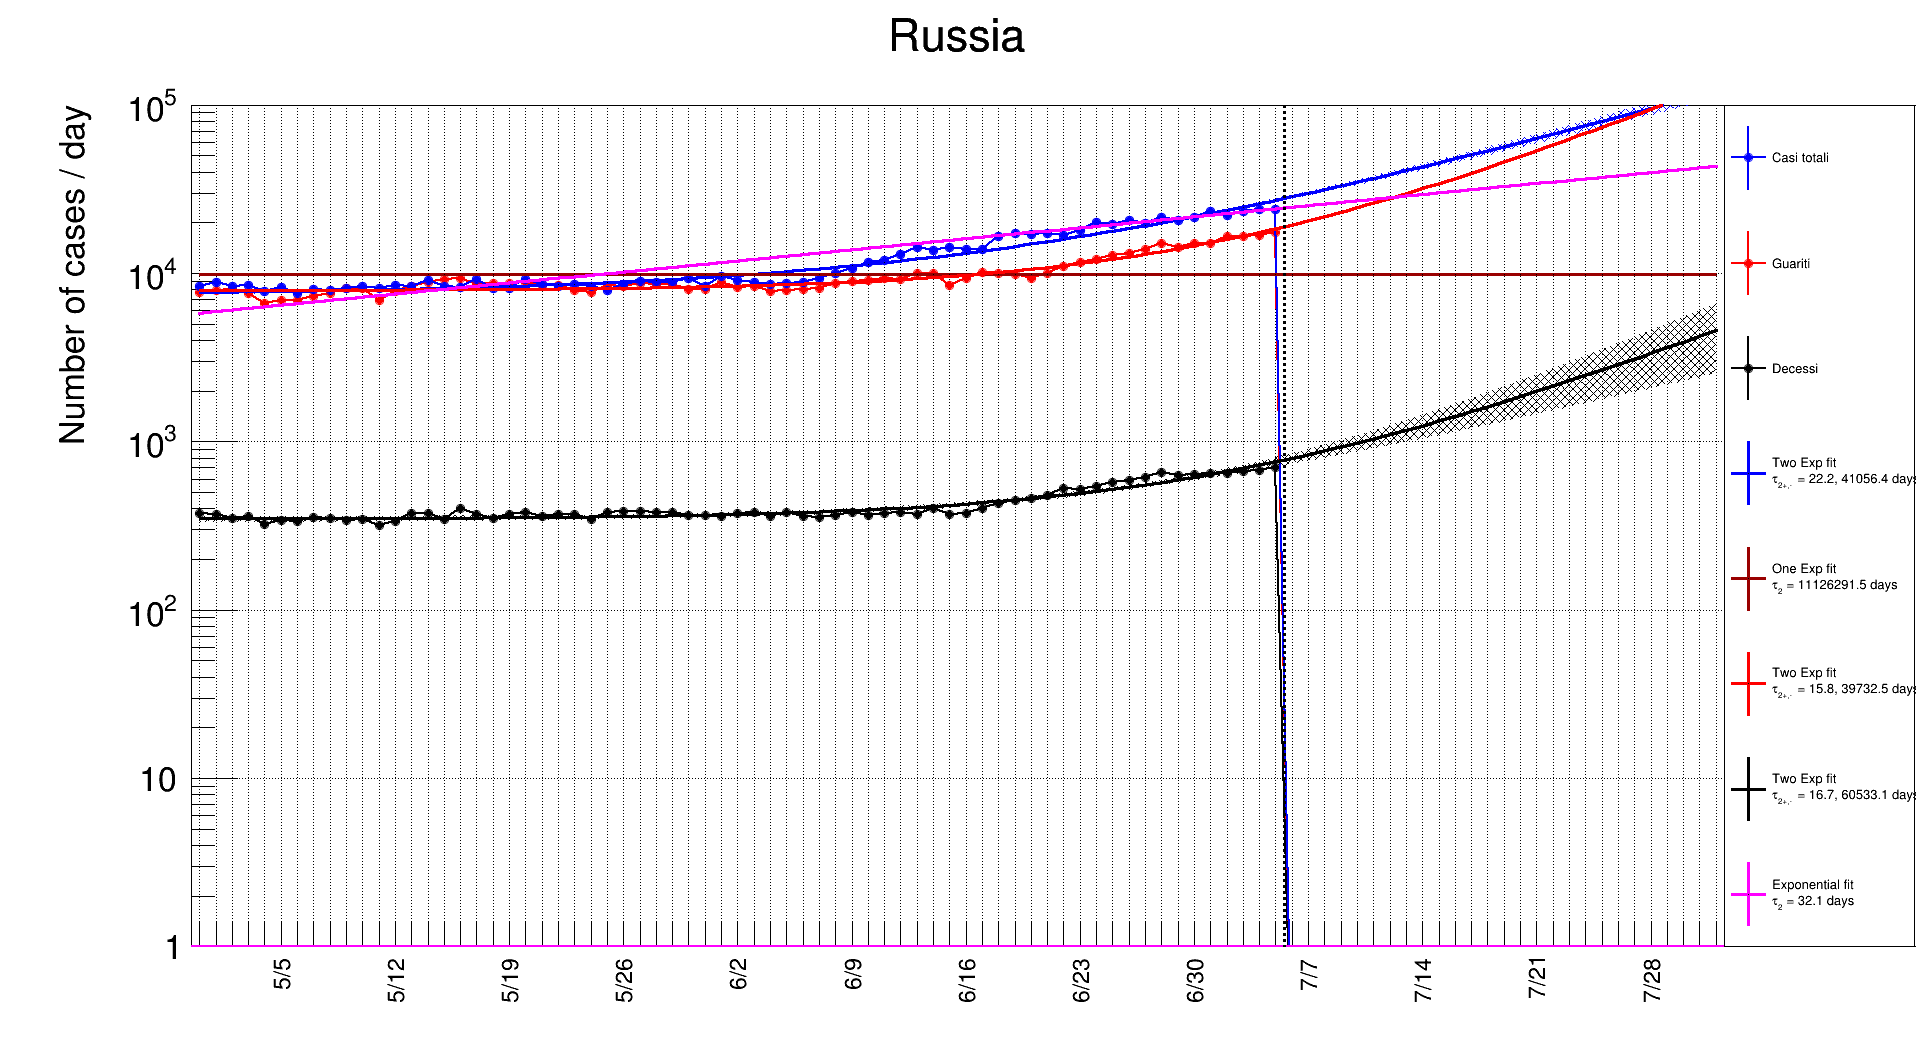 Russia
Number of cases / day
10^5
10^4
10^3
10^2
10
1
5/5
5/12
5/19
5/26
6/2
6/9
6/16
6/23
6/30
7/7
7/14
7/21
7/28
Casi totali
Guariti
Decessi
Two Exp fit
τ2+,- = 22.2, 41056.4 days
One Exp fit
τ2 = 11126291.5 days
Two Exp fit
τ2+,- = 15.8, 39732.5 days
Two Exp fit
τ2+,- = 16.7, 60533.1 days
Exponential fit
τ2 = 32.1 days